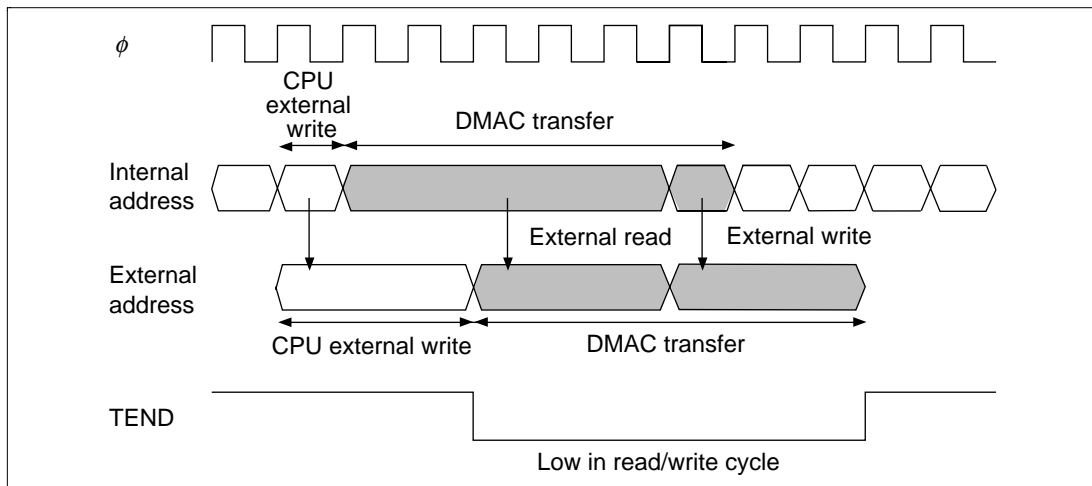 ϕ
CPU
external
write
DMAC transfer
Internal
address
External read
External write
External
address
CPU external write
DMAC transfer
TEND
Low in read/write cycle